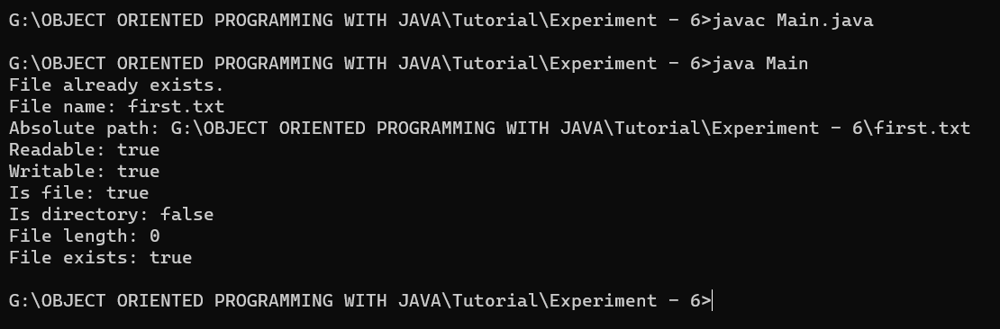 G:\OBJECT ORIENTED PROGRAMMING WITH JAVA\Tutorial\Experiment - 6>javac Main.java
G:\OBJECT ORIENTED PROGRAMMING WITH JAVA\Tutorial\Experiment - 6>java Main
File already exists.
File name: first.txt
Absolute path: G:\OBJECT ORIENTED PROGRAMMING WITH JAVA\Tutorial\Experiment - 6\first.txt
Readable: true
Writable: true
Is file: true
Is directory: false
File length: 0
File exists: true
G:\OBJECT ORIENTED PROGRAMMING WITH JAVA\Tutorial\Experiment - 6>